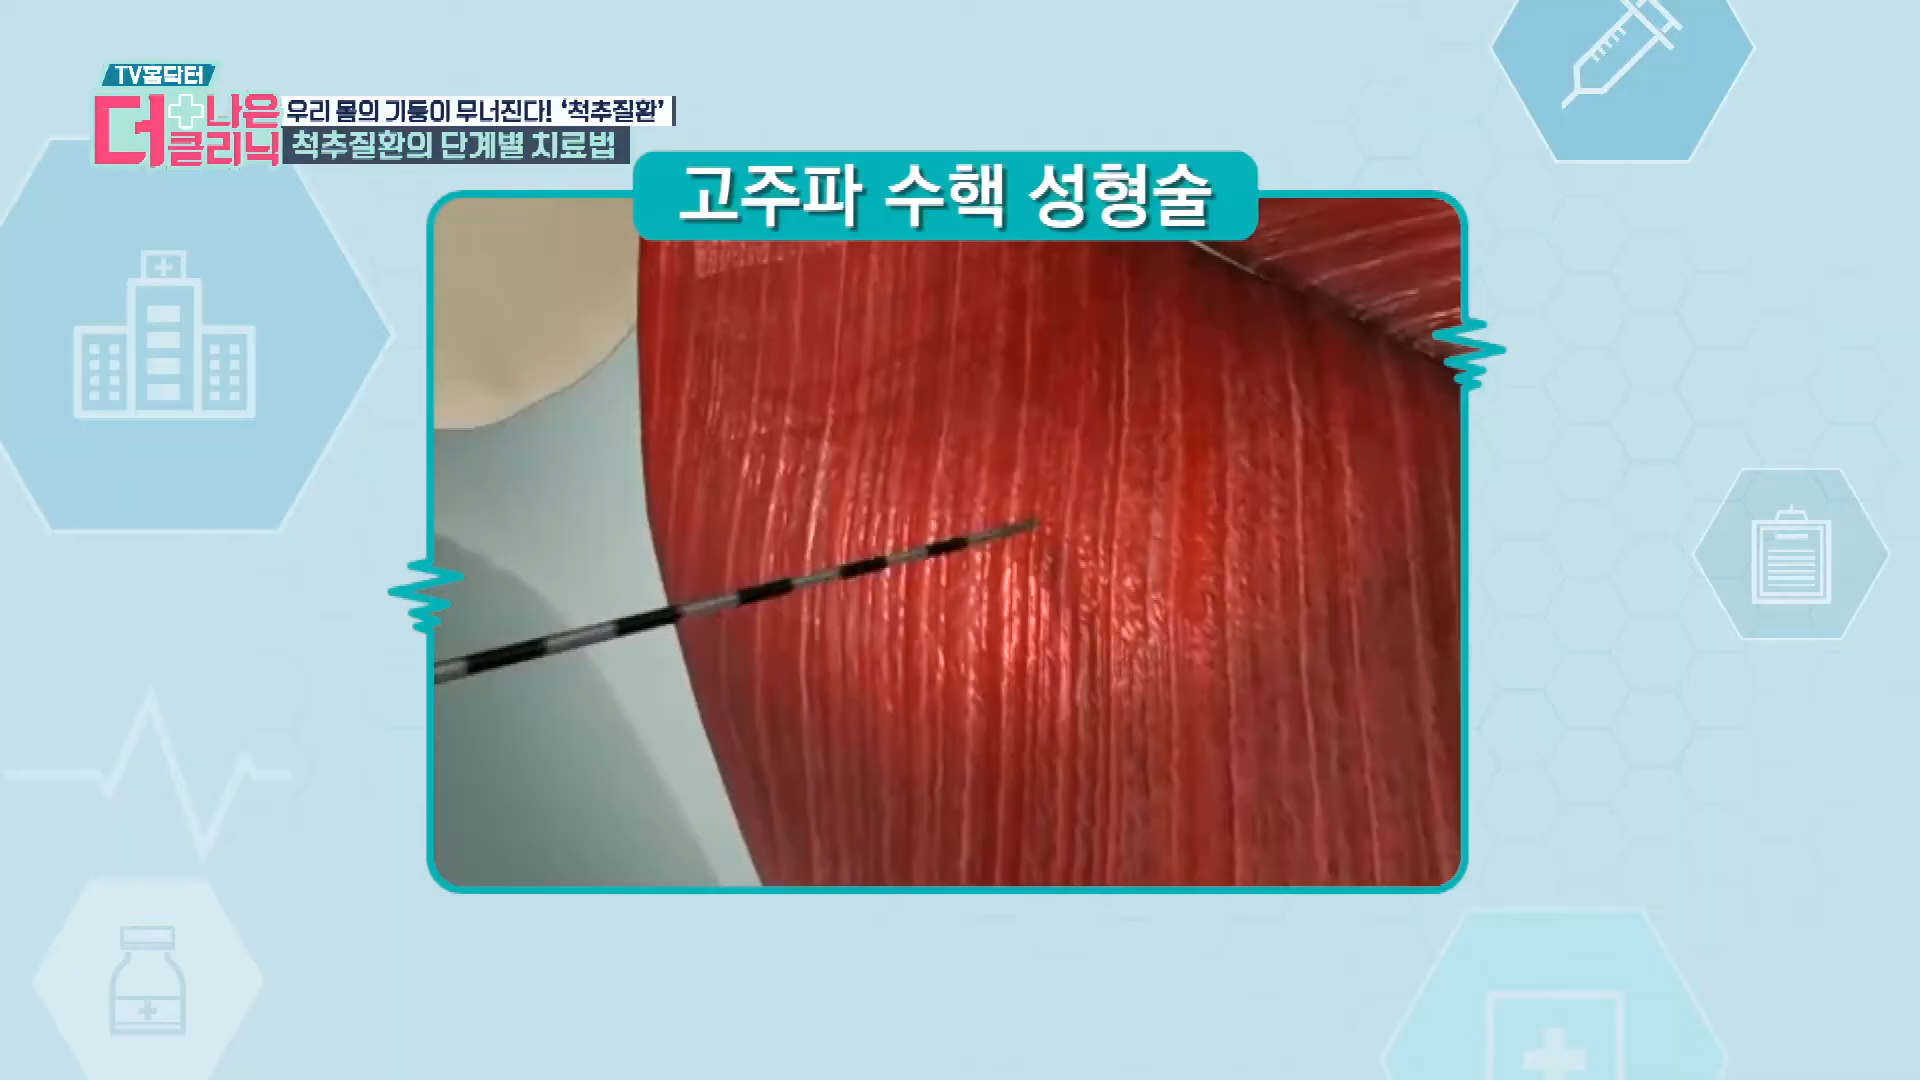 TV홈닥터
더 나은 클리닉
우리 몸의 기둥이 무너진다! ‘척추질환’
척추질환의 단계별 치료법
고주파 수핵 성형술